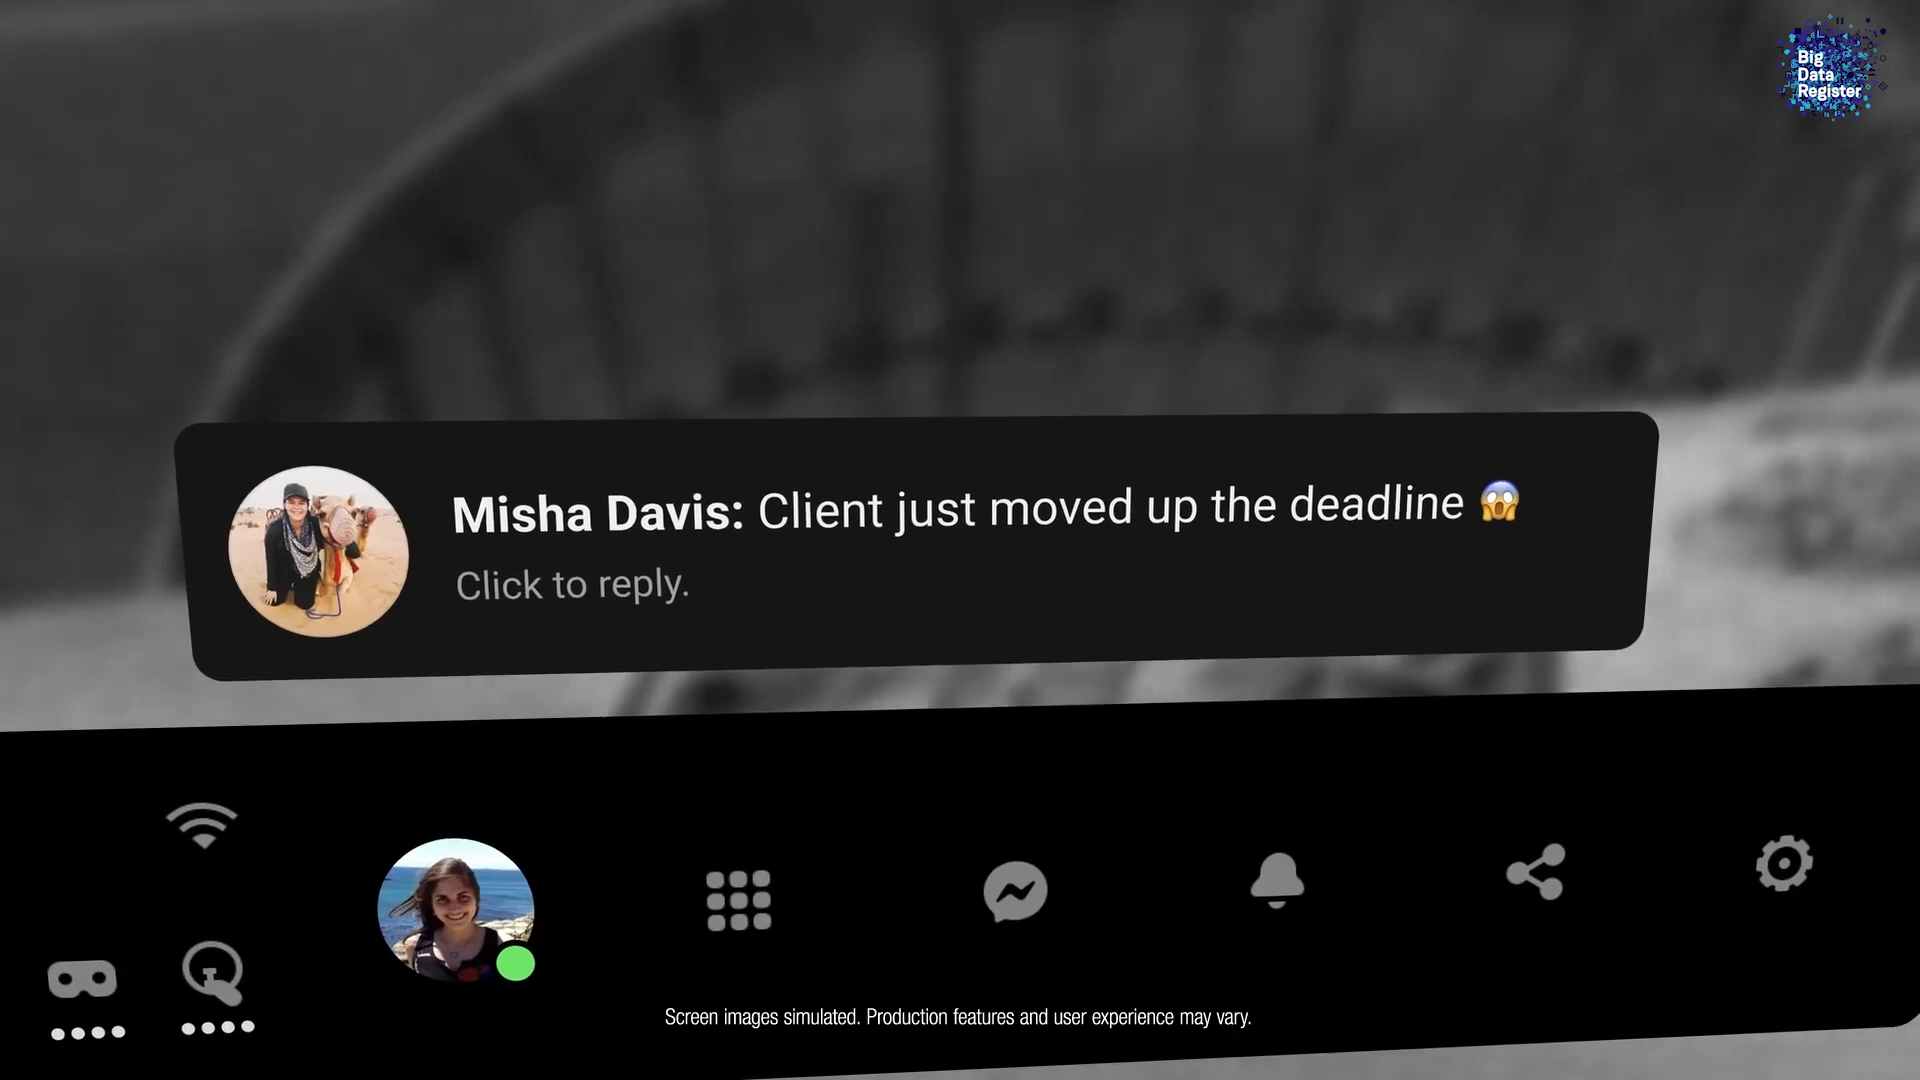 Big
Data
Register
Misha Davis: Client just moved up the deadline 😱
Click to reply.
Screen images simulated. Production features and user experience may vary.